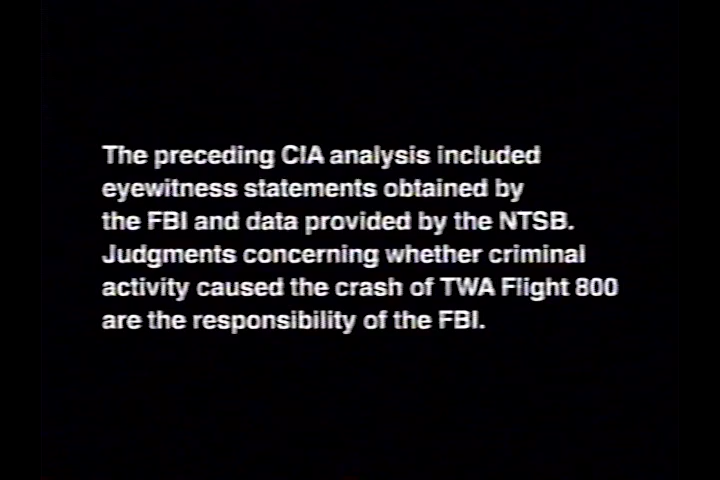 The preceding CIA analysis included
eyewitness statements obtained by
the FBI and data provided by the NTSB.
Judgments concerning whether criminal
activity caused the crash of TWA Flight 800
are the responsibility of the FBI.